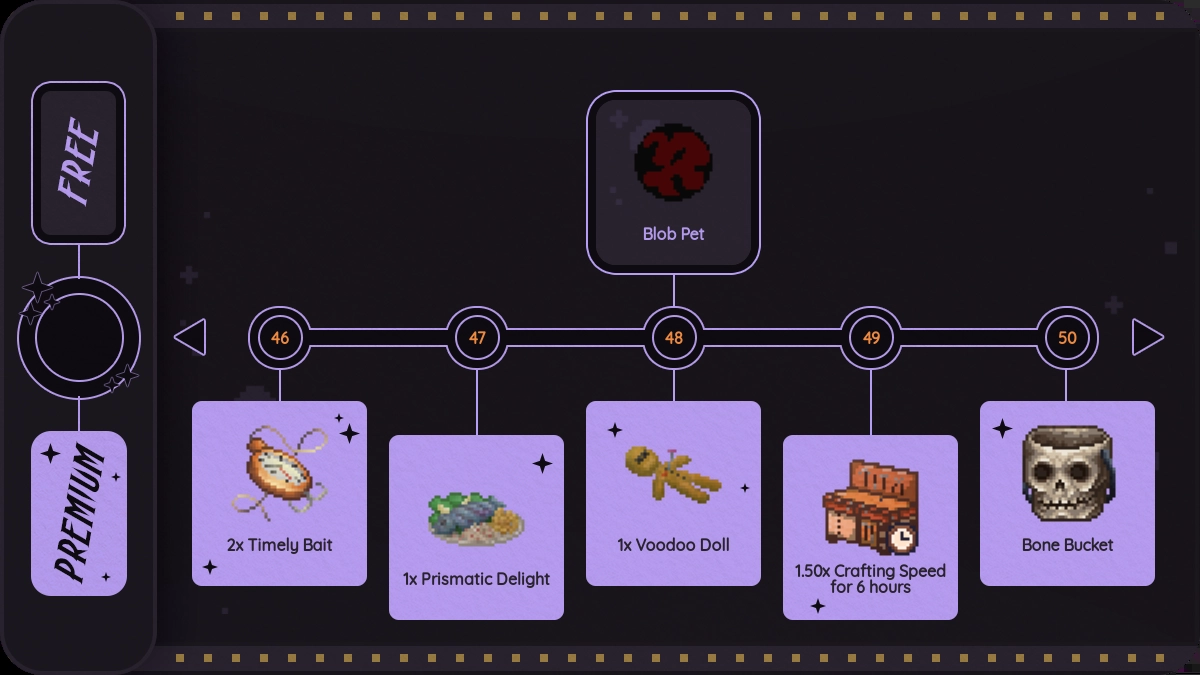 FREE
Blob Pet
46
47
48
49
50
PREMIUM
2x Timely Bait
1x Prismatic Delight
1x Voodoo Doll
1.50x Crafting Speed
for 6 hours
Bone Bucket